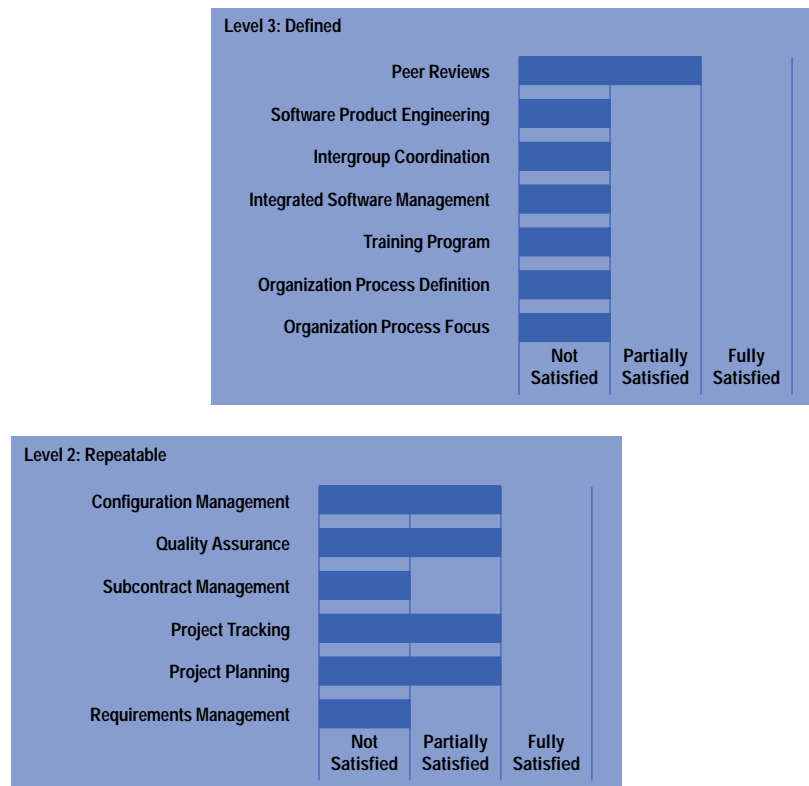 Level 3: Defined
Peer Reviews
Software Product Engineering
Intergroup Coordination
Integrated Software Management
Training Program
Organization Process Definition
Organization Process Focus
Not Satisfied
Partially Satisfied
Fully Satisfied
Level 2: Repeatable
Configuration Management
Quality Assurance
Subcontract Management
Project Tracking
Project Planning
Requirements Management
Not Satisfied
Partially Satisfied
Fully Satisfied